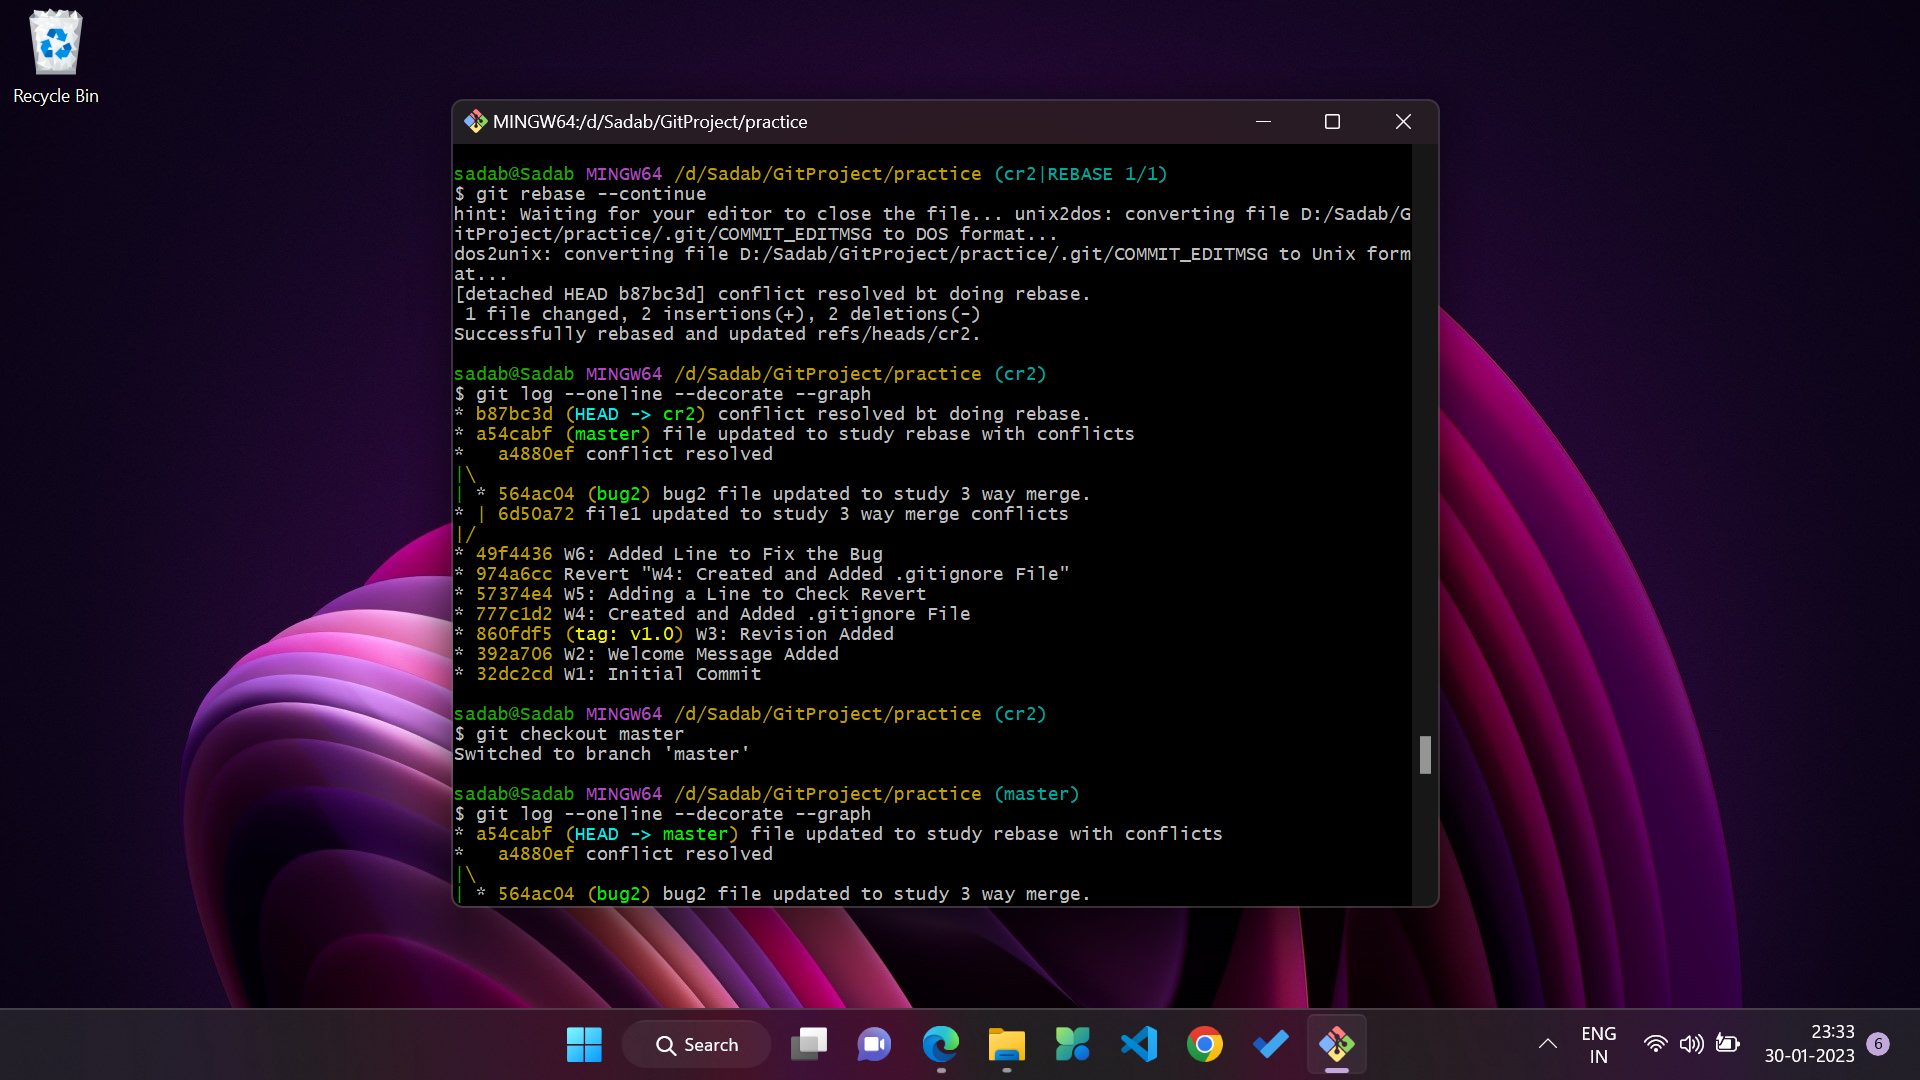 Recycle Bin
MINGW64:/d/Sadab/GitProject/practice
sadab@Sadab MINGW64 /d/Sadab/GitProject/practice (cr2|REBASE 1/1)
$ git rebase --continue
hint: Waiting for your editor to close the file... unix2dos: converting file D:/Sadab/G
itProject/practice/.git/COMMIT_EDITMSG to DOS format...
dos2unix: converting file D:/Sadab/GitProject/practice/.git/COMMIT_EDITMSG to Unix form
at...
[detached HEAD b87bc3d] conflict resolved bt doing rebase.
 1 file changed, 2 insertions(+), 2 deletions(-)
Successfully rebased and updated refs/heads/cr2.
sadab@Sadab MINGW64 /d/Sadab/GitProject/practice (cr2)
$ git log --oneline --decorate --graph
* b87bc3d (HEAD -> cr2) conflict resolved bt doing rebase.
* a54cabf (master) file updated to study rebase with conflicts
*   a4880ef conflict resolved
|\
| * 564ac04 (bug2) bug2 file updated to study 3 way merge.
* | 6d50a72 file1 updated to study 3 way merge conflicts
|/
* 49f4436 W6: Added Line to Fix the Bug
* 974a6cc Revert "W4: Created and Added .gitignore File"
* 57374e4 W5: Adding a Line to Check Revert
* 777c1d2 W4: Created and Added .gitignore File
* 860fdf5 (tag: v1.0) W3: Revision Added
* 392a706 W2: Welcome Message Added
* 32dc2cd W1: Initial Commit
sadab@Sadab MINGW64 /d/Sadab/GitProject/practice (cr2)
$ git checkout master
Switched to branch 'master'
sadab@Sadab MINGW64 /d/Sadab/GitProject/practice (master)
$ git log --oneline --decorate --graph
* a54cabf (HEAD -> master) file updated to study rebase with conflicts
*   a4880ef conflict resolved
|\
| * 564ac04 (bug2) bug2 file updated to study 3 way merge.
Search
ENG
IN
23:33
30-01-2023
6